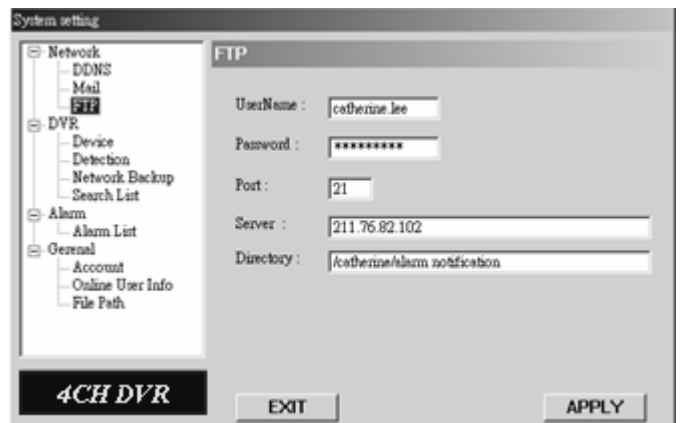 System setting
Network
DDNS
Mail
FTP
DVR
Device
Detection
Network Backup
Search List
Alarm
Alarm List
Gerenal
Account
Online User Info
File Path
4CH DVR
FTP
UserName : catherine.lee
Password : *********
Port : 21
Server : 211.76.82.102
Directory : /catherine/alarm notification
EXIT
APPLY